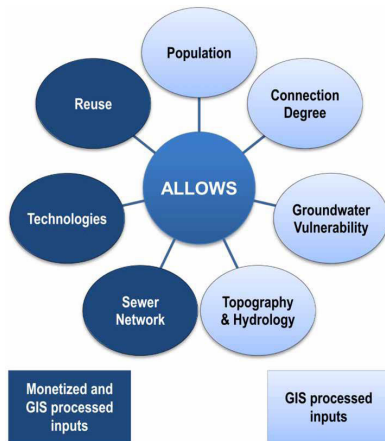 Population
Reuse
Connection
Degree
ALLOWS
Technologies
Groundwater
Vulnerability
Sewer
Network
Topography
& Hydrology
Monetized and
GIS processed
inputs
GIS processed
inputs